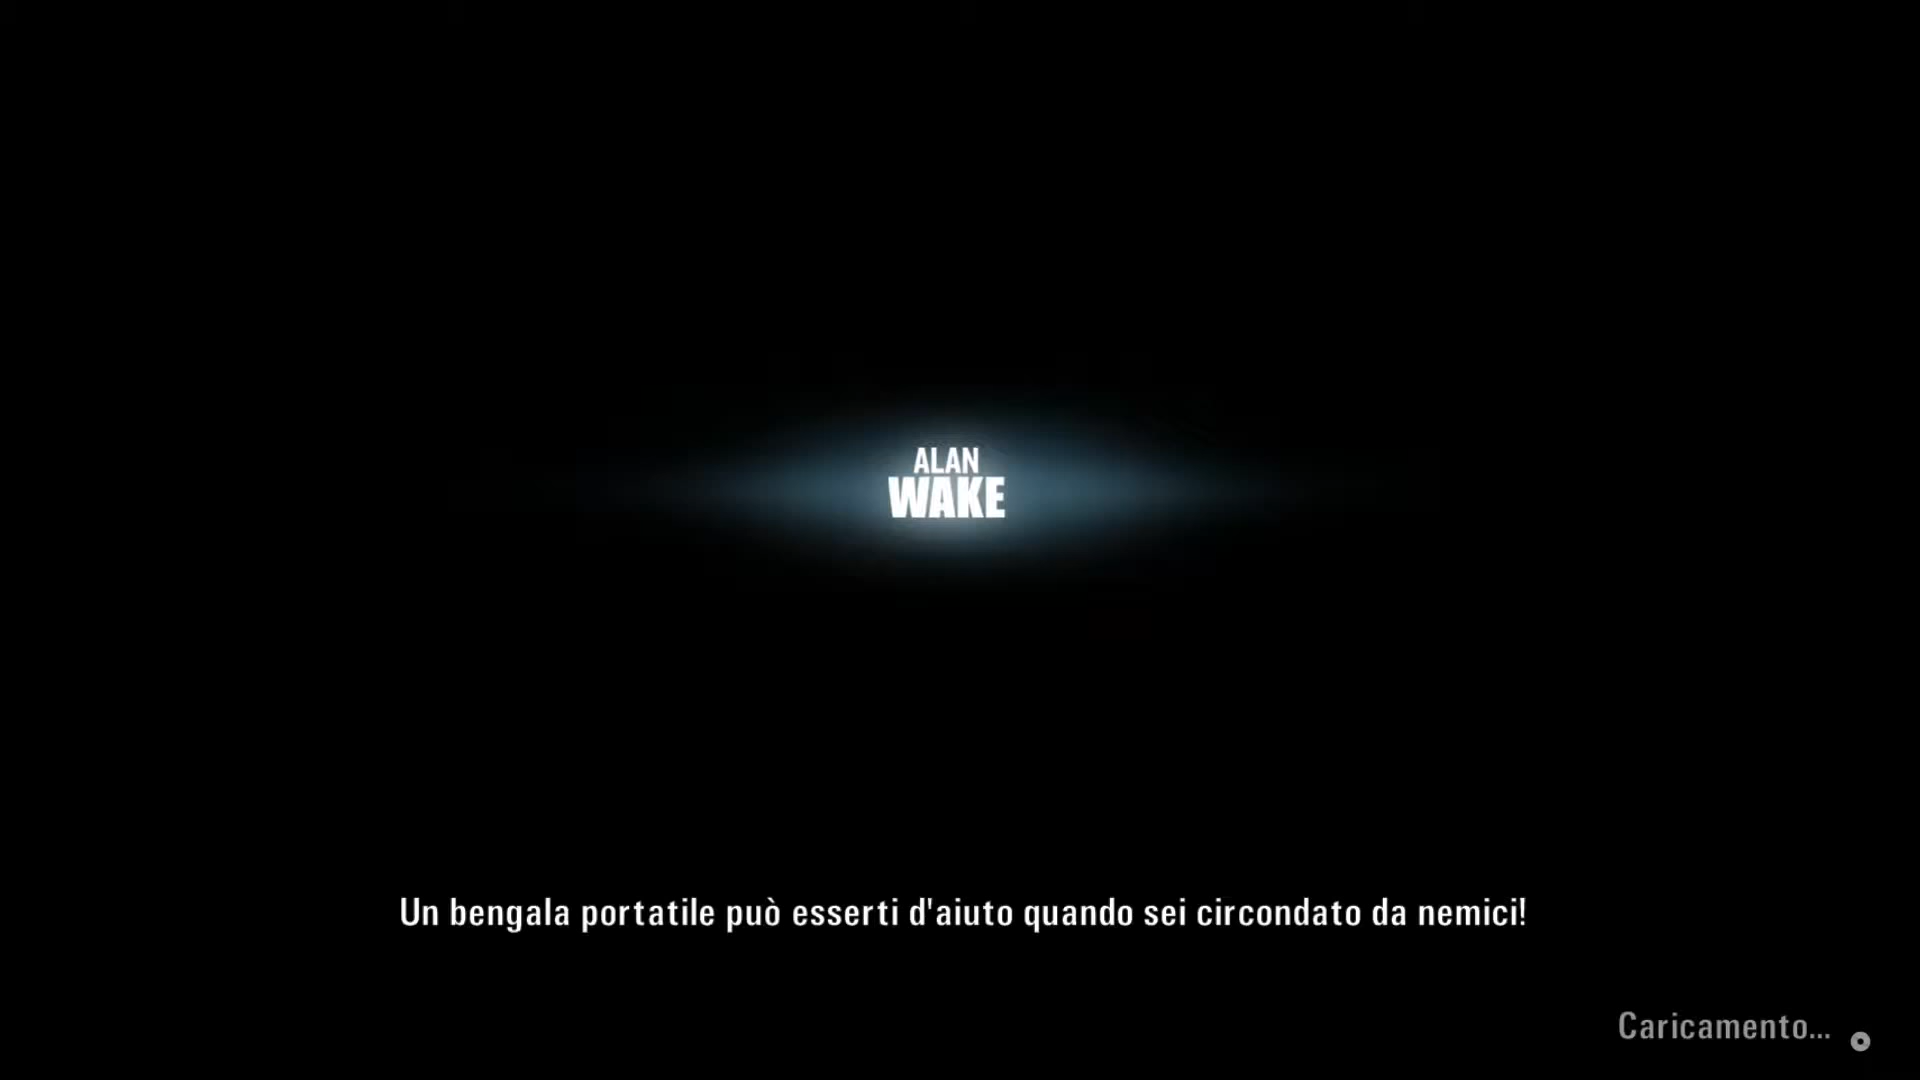 ALAN
WAKE
Un bengala portatile può esserti d'aiuto quando sei circondato da nemici!
Caricamento...